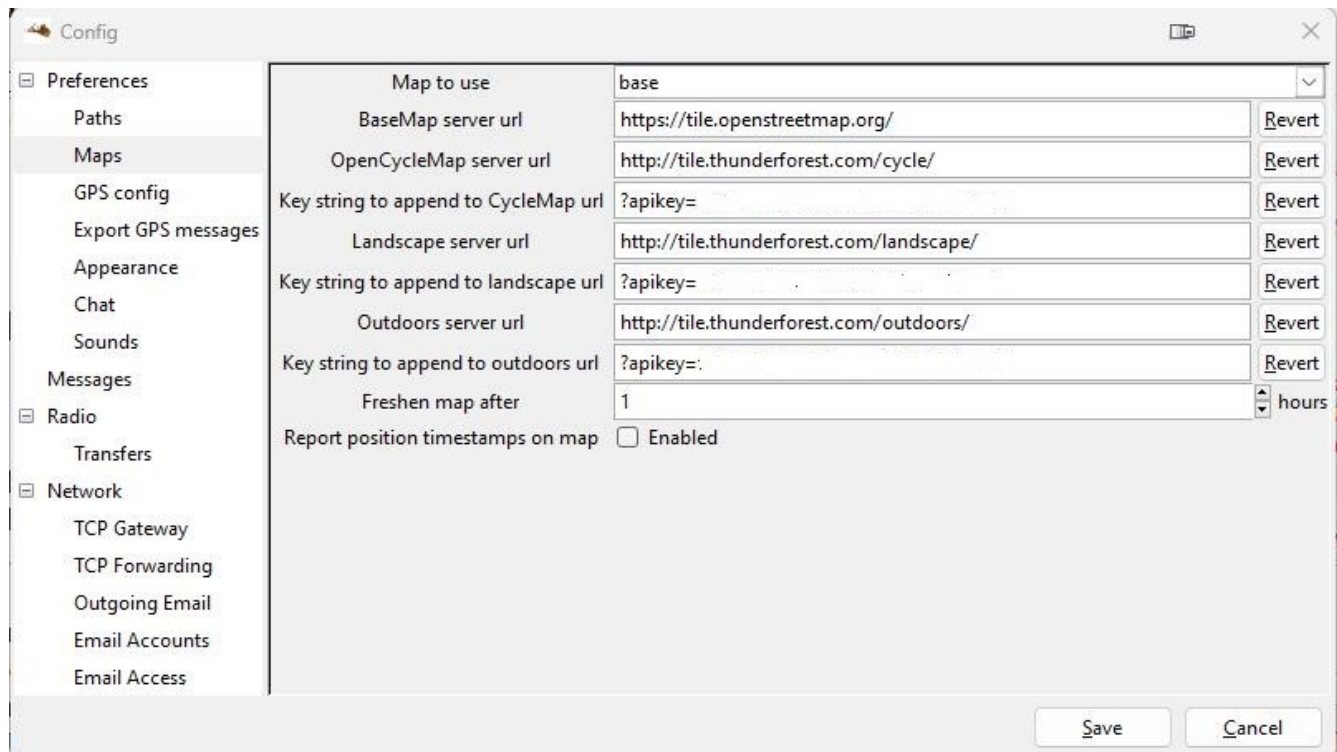 Config
Preferences
Paths
Maps
GPS config
Export GPS messages
Appearance
Chat
Sounds
Messages
Radio
Transfers
Network
TCP Gateway
TCP Forwarding
Outgoing Email
Email Accounts
Email Access
Map to use base
BaseMap server url https://tile.openstreetmap.org/ Revert
OpenCycleMap server url http://tile.thunderforest.com/cycle/ Revert
Key string to append to CycleMap url ?apikey= Revert
Landscape server url http://tile.thunderforest.com/landscape/ Revert
Key string to append to landscape url ?apikey= Revert
Outdoors server url http://tile.thunderforest.com/outdoors/ Revert
Key string to append to outdoors url ?apikey= Revert
Freshen map after 1 hours
Report position timestamps on map Enabled
Save Cancel